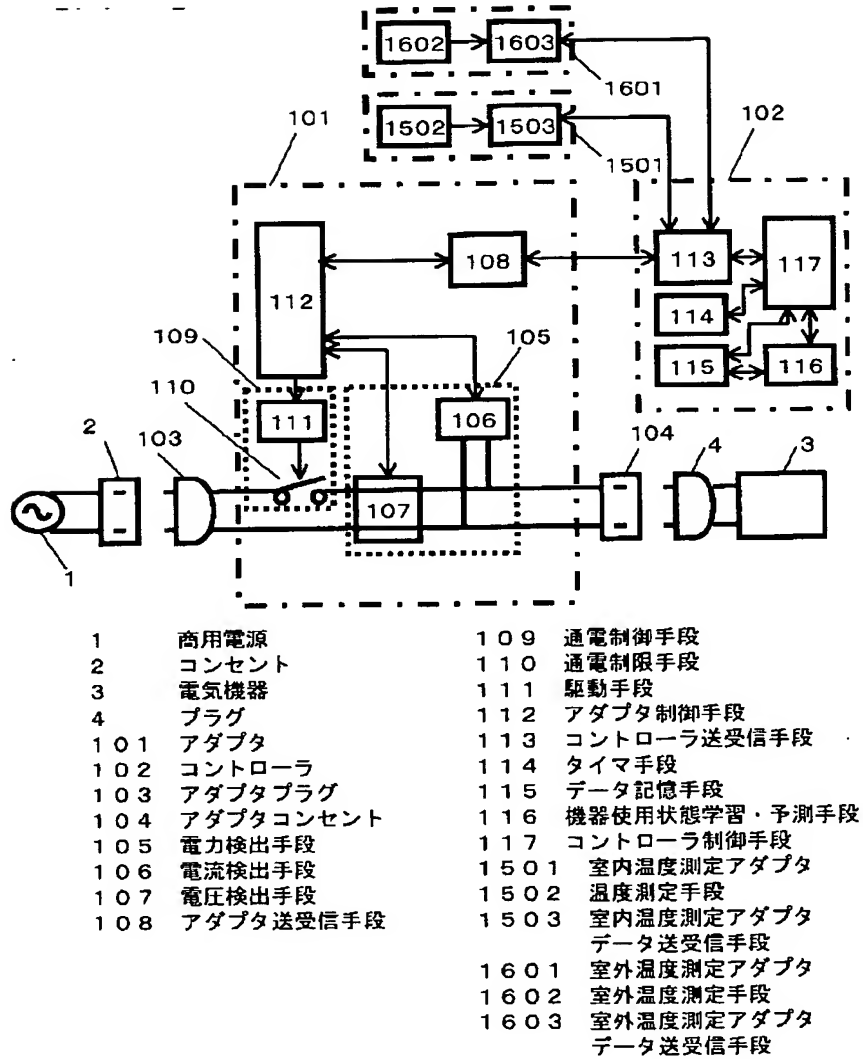 1602
1603
1601
1502
1503
1501
101
102
112
108
113
117
114
115
116
109
110
111
105
106
107
2
103
104
4
3
1
1 商用電源
2 コンセント
3 電気機器
4 プラグ
101 アダプタ
102 コントローラ
103 アダプタプラグ
104 アダプタコンセント
105 電力検出手段
106 電流検出手段
107 電圧検出手段
108 アダプタ送受信手段
109 通電制御手段
110 通電制限手段
111 駆動手段
112 アダプタ制御手段
113 コントローラ送受信手段
114 タイマ手段
115 データ記憶手段
116 機器使用状態学習・予測手段
117 コントローラ制御手段
1501 室内温度測定アダプタ
1502 温度測定手段
1503 室内温度測定アダプタ
データ送受信手段
1601 室外温度測定アダプタ
1602 室外温度測定手段
1603 室外温度測定アダプタ
データ送受信手段